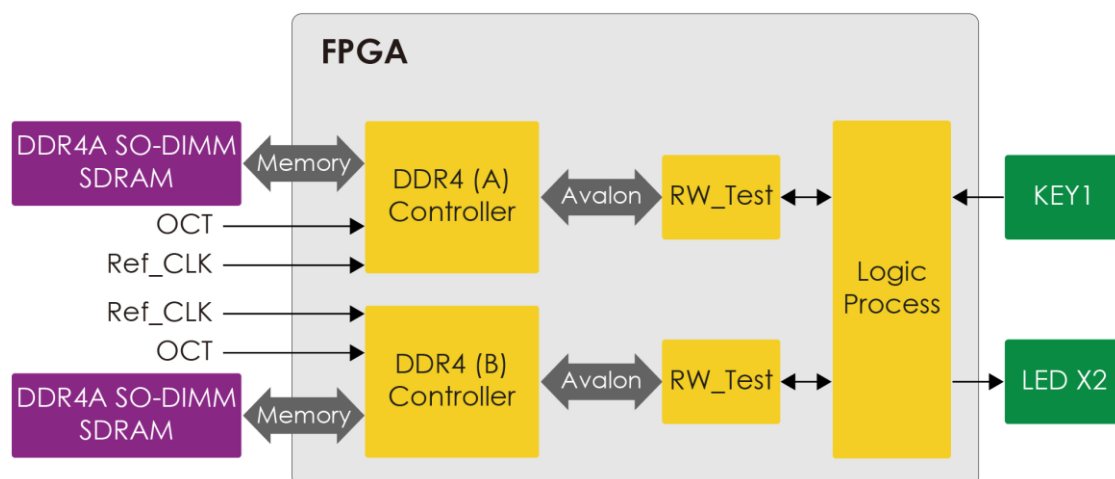 FPGA
DDR4A SO-DIMM
SDRAM
Memory
OCT
Ref_CLK
DDR4 (A)
Controller
Avalon
RW_Test
Logic
Process
KEY1
Ref_CLK
OCT
DDR4A SO-DIMM
SDRAM
Memory
DDR4 (B)
Controller
Avalon
RW_Test
LED X2